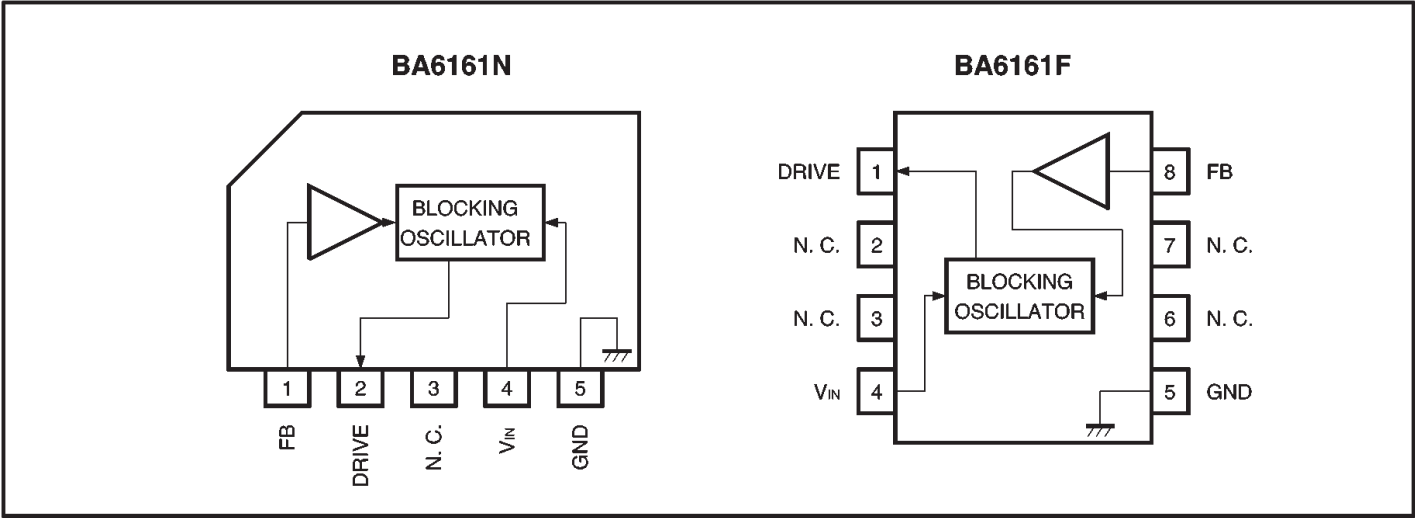 BA6161N
BLOCKING
OSCILLATOR
1
2
3
4
5
FB
DRIVE
N. C.
VIN
GND
BA6161F
DRIVE
1
8
FB
N. C.
2
7
N. C.
BLOCKING
OSCILLATOR
N. C.
3
6
N. C.
VIN
4
5
GND